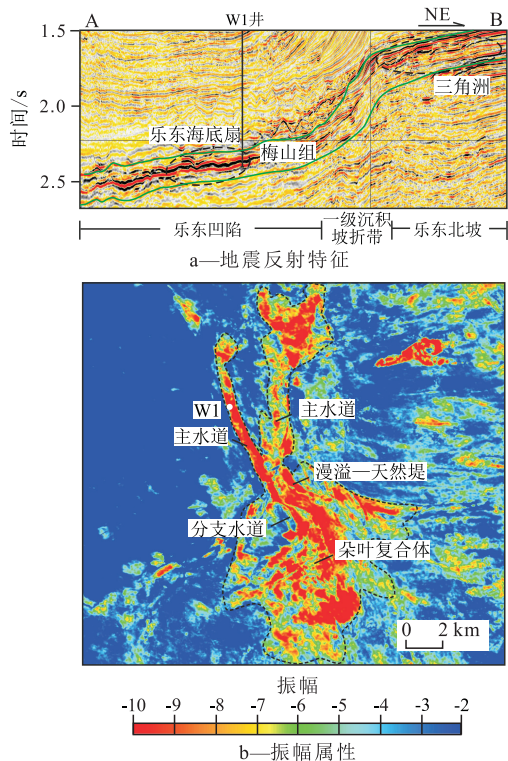 A
W1井
NE
B
1.5
2.0
2.5
时间/s
三角洲
乐东海底扇
梅山组
乐东凹陷
一级沉积
坡折带
乐东北坡
a—地震反射特征
W1
主水道
主水道
漫溢—天然堤
分支水道
朵叶复合体
0 2 km
振幅
-10 -9 -8 -7 -6 -5 -4 -3 -2
b—振幅属性